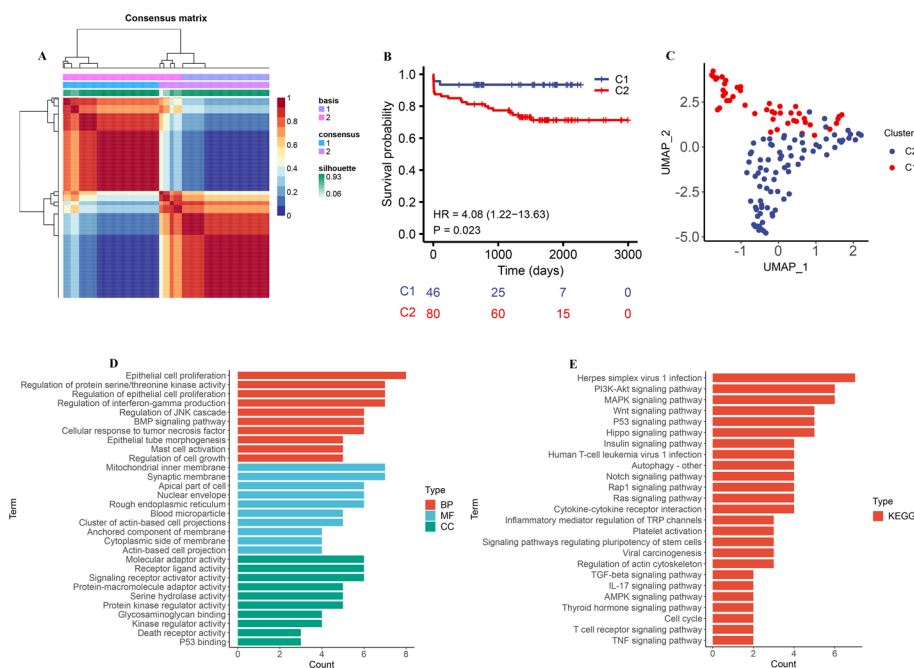 Consensus matrix
A
basis
1
2
consensus
1
2
silhouette
0.93
0.06
1
0.8
0.6
0.4
0.2
0
B
Survival probability
1.0
0.8
0.6
0.4
0.2
0.0
C1
C2
HR = 4.08 (1.22−13.63)
P = 0.023
0 1000 2000 3000
Time (days)
C1 46 25 7 0
C2 80 60 15 0
C
UMAP_2
2.5
0.0
-2.5
-5.0
-1 0 1 2
UMAP_1
Cluster
C2
C1
D
Term
Epithelial cell proliferation
Regulation of protein serine/threonine kinase activity
Regulation of epithelial cell proliferation
Regulation of interferon-gamma production
Regulation of JNK cascade
BMP signaling pathway
Cellular response to tumor necrosis factor
Epithelial tube morphogenesis
Mast cell activation
Regulation of cell growth
Mitochondrial inner membrane
Synaptic membrane
Apical part of cell
Nuclear envelope
Rough endoplasmic reticulum
Blood microparticle
Cluster of actin-based cell projections
Anchored component of membrane
Cytoplasmic side of membrane
Actin-based cell projection
Molecular adaptor activity
Receptor ligand activity
Signaling receptor activator activity
Protein-macromolecule adaptor activity
Serine hydrolase activity
Protein kinase regulator activity
Glycosaminoglycan binding
Kinase regulator activity
Death receptor activity
P53 binding
0 2 4 6 8
Count
Type
BP
MF
CC
E
Term
Herpes simplex virus 1 infection
PI3K-Akt signaling pathway
MAPK signaling pathway
Wnt signaling pathway
P53 signaling pathway
Hippo signaling pathway
Insulin signaling pathway
Human T-cell leukemia virus 1 infection
Autophagy - other
Notch signaling pathway
Rap1 signaling pathway
Ras signaling pathway
Cytokine-cytokine receptor interaction
Inflammatory mediator regulation of TRP channels
Platelet activation
Signaling pathways regulating pluripotency of stem cells
Viral carcinogenesis
Regulation of actin cytoskeleton
TGF-beta signaling pathway
IL-17 signaling pathway
AMPK signaling pathway
Thyroid hormone signaling pathway
Cell cycle
T cell receptor signaling pathway
TNF signaling pathway
0 2 4 6
Count
Type
KEGG